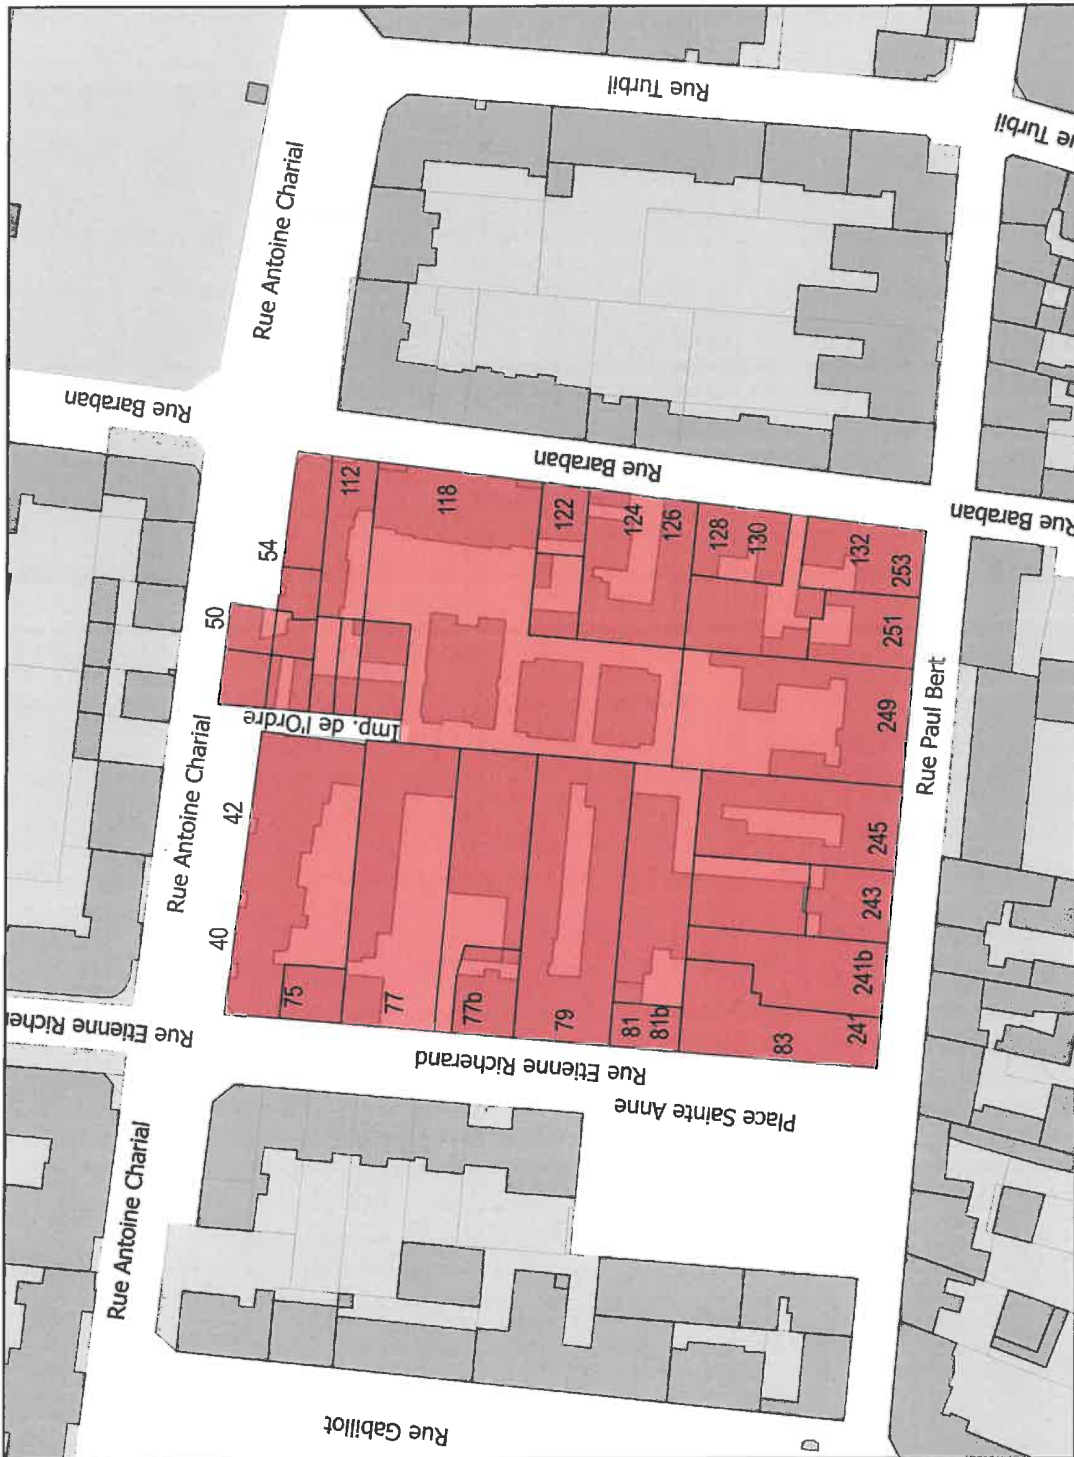 Rue Turbil
Rue Turbil
Rue Antoine Charial
Rue Baraban
Rue Baraban
Rue Baraban
112
118
122
124
126
128
130
132
253
251
249
54
50
Imp. de l'Ordre
Rue Antoine Charial
42
40
Rue Paul Bert
245
243
241b
241
75
77
77b
79
81
81b
83
Rue Etienne Richer
Rue Etienne Richerand
Place Sainte Anne
Rue Antoine Charial
Rue Gabillot